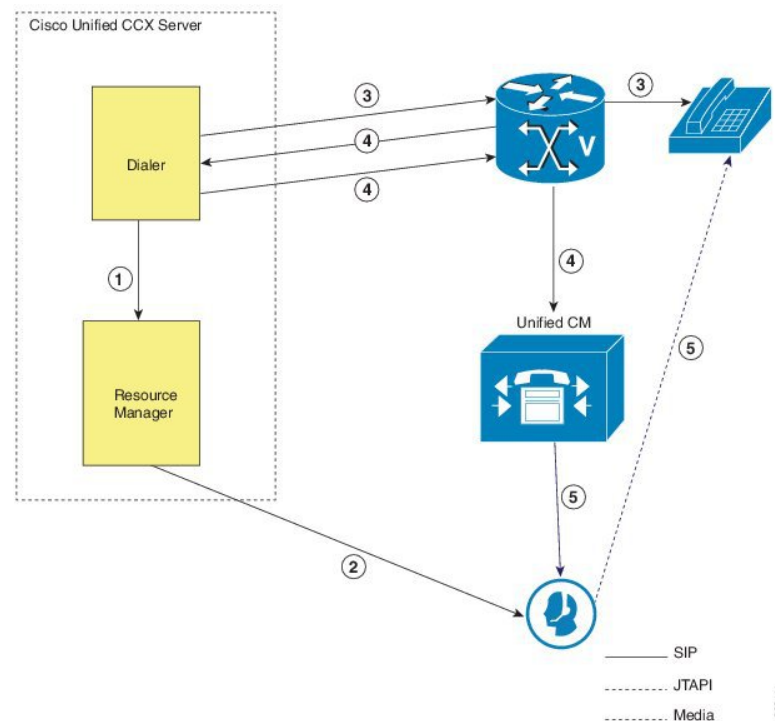 Cisco Unified CCX Server
3
3
Dialer
4
V
4
1
4
Unified CM
5
Resource
Manager
5
2
SIP
JTAPI
Media